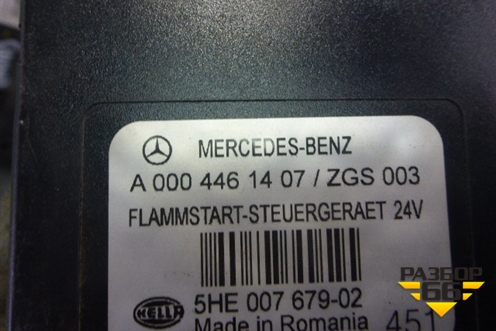 MERCEDES-BENZ
A 000 446 14 07 / ZGS 003
FLAMMSTART-STEUERGERAET 24V
HELLA
5HE 007 679-02
Made in Romania
451
РАЗБОР
66